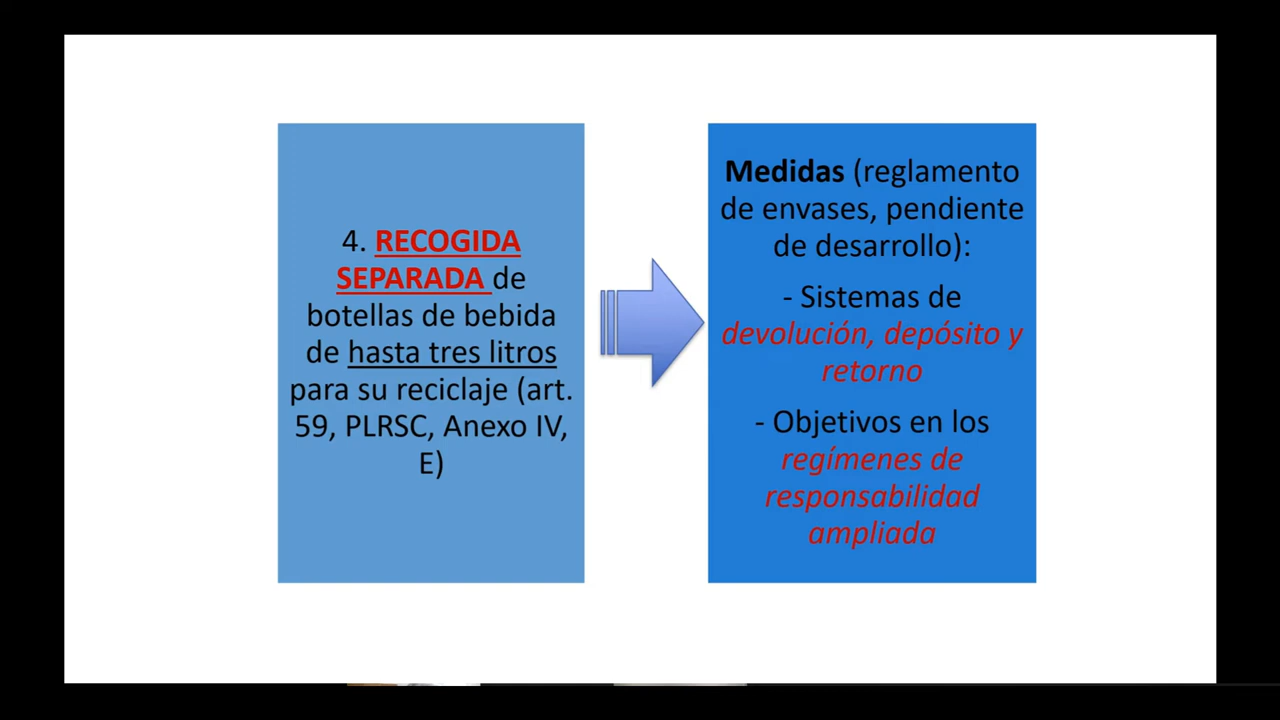 4. RECOGIDA
SEPARADA de
botellas de bebida
de hasta tres litros
para su reciclaje (art.
59, PLRSC, Anexo IV,
E)
Medidas (reglamento
de envases, pendiente
de desarrollo):
- Sistemas de
devolución, depósito y
retorno
- Objetivos en los
regímenes de
responsabilidad
ampliada